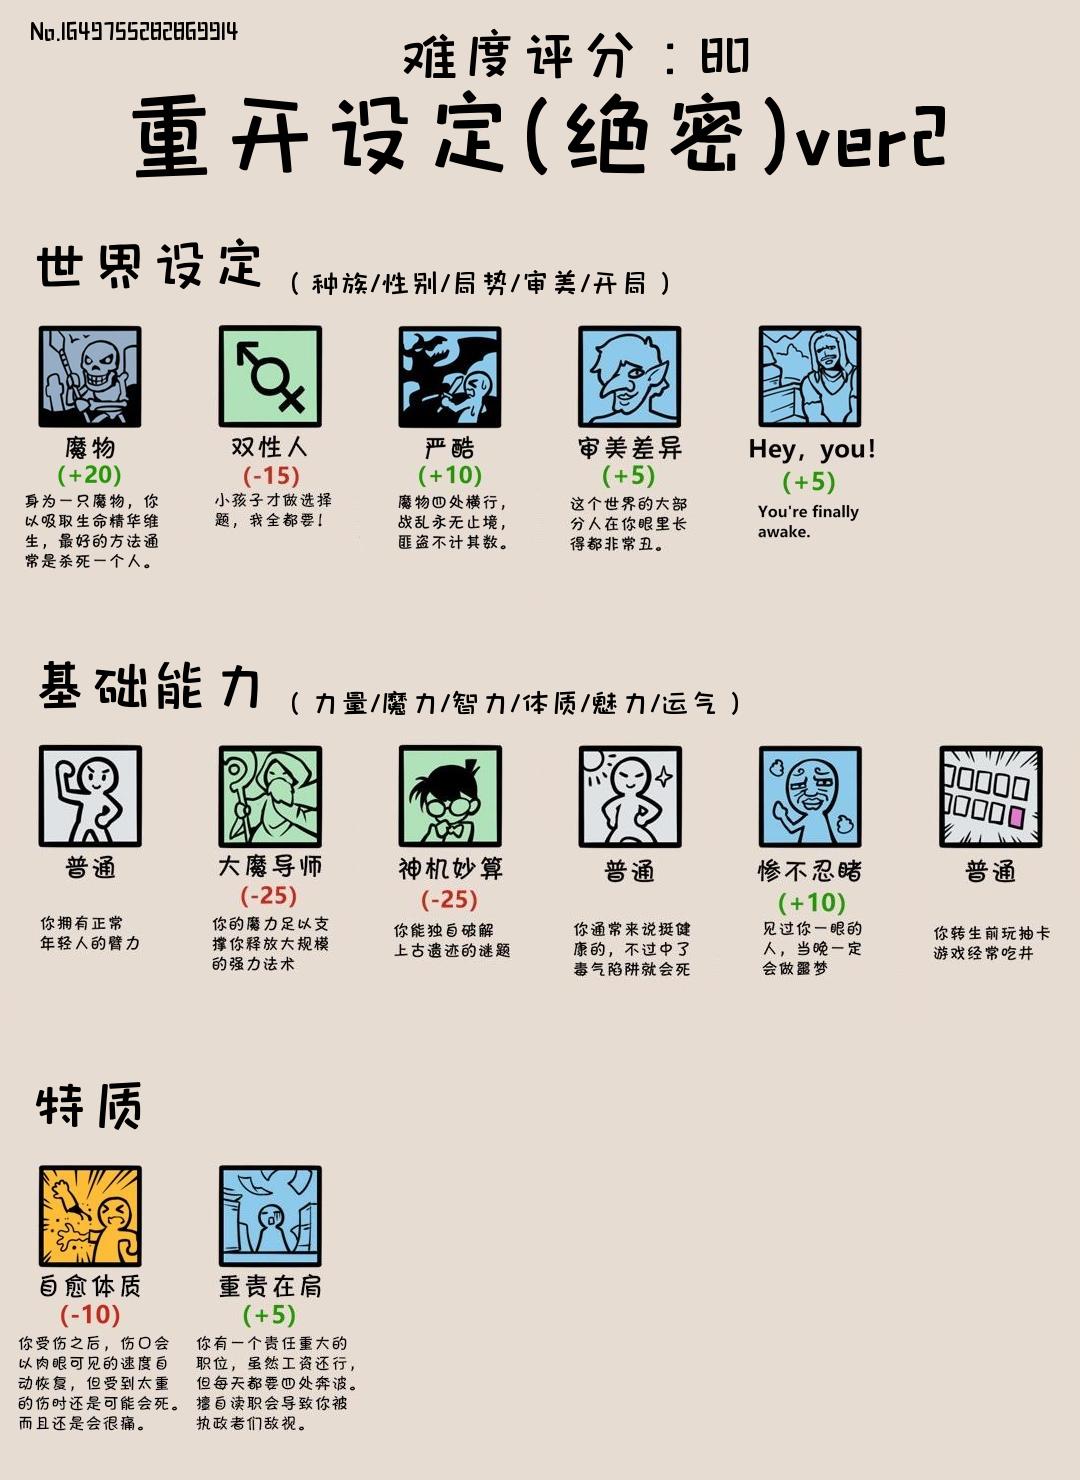 No.1649755282869914
难度评分:80
重开设定(绝密)ver2
世界设定(种族/性别/局势/审美/开局)
魔物
(+20)
身为一只魔物，你
以吸取生命精华维
生，最好的方法通
常是杀死一个人。
双性人
(-15)
小孩子才做选择
题，我全都要！
严酷
(+10)
魔物四处横行，
战乱永无止境，
匪盗不计其数。
审美差异
(+5)
这个世界的大部
分人在你眼里长
得都非常丑。
Hey, you!
(+5)
You're finally
awake.
基础能力(力量/魔力/智力/体质/魅力/运气)
普通
你拥有正常
年轻人的臂力
大魔导师
(-25)
你的魔力足以支
撑你释放大规模
的强力法术
神机妙算
(-25)
你能独自破解
上古遗迹的谜题
普通
你通常来说挺健
康的，不过中了
毒气陷阱就会死
惨不忍睹
(+10)
见过你一眼的
人，当晚一定
会做噩梦
普通
你转生前玩抽卡
游戏经常吃井
特质
自愈体质
(-10)
你受伤之后，伤口会
以肉眼可见的速度自
动恢复，但受到太重
的伤时还是可能会死。
而且还是会很痛。
重责在肩
(+5)
你有一个责任重大的
职位，虽然工资还行，
但每天都要四处奔波。
擅自渎职会导致你被
执政者们敌视。